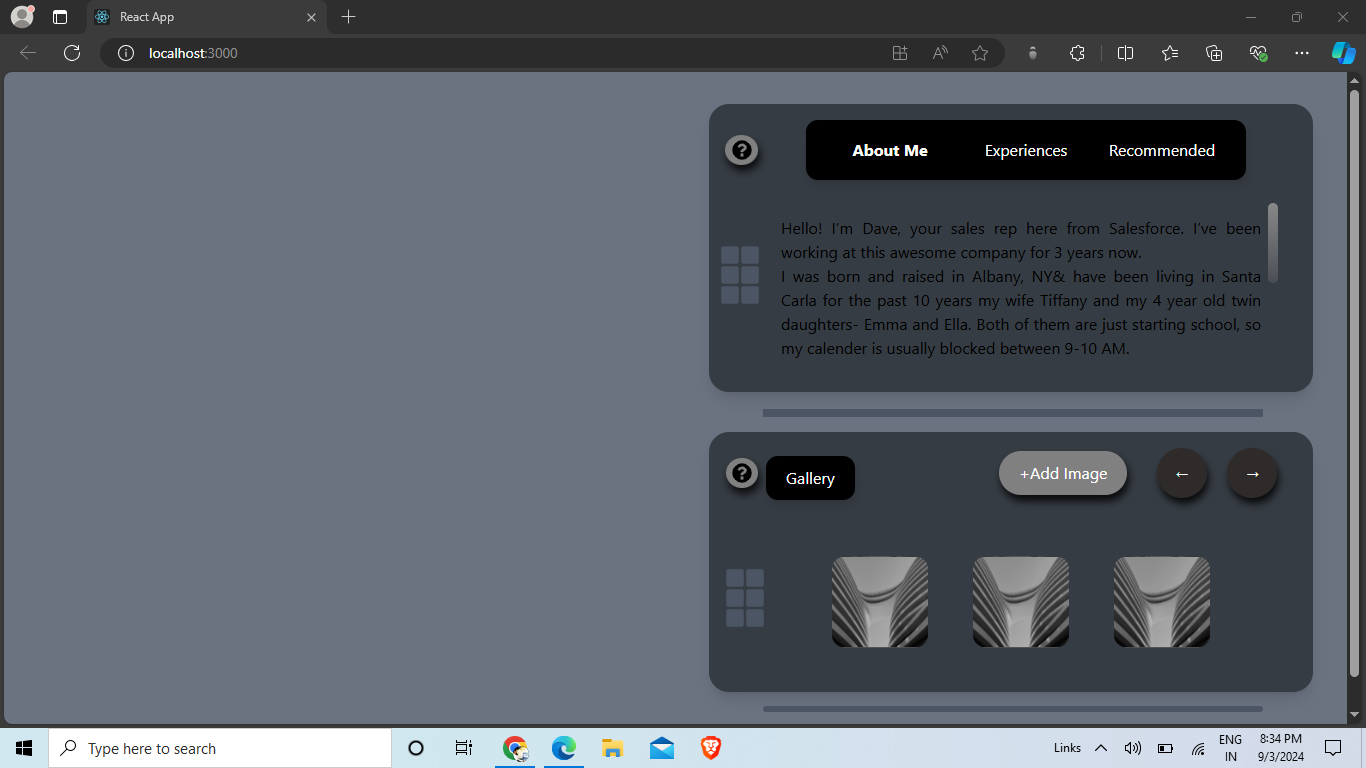 React App
localhost:3000
About Me Experiences Recommended
Hello! I'm Dave, your sales rep here from Salesforce. I've been
working at this awesome company for 3 years now.
I was born and raised in Albany, NY& have been living in Santa
Carla for the past 10 years my wife Tiffany and my 4 year old twin
daughters- Emma and Ella. Both of them are just starting school, so
my calender is usually blocked between 9-10 AM.
Gallery +Add Image ← →
Type here to search Links ENG 8:34 PM
IN 9/3/2024